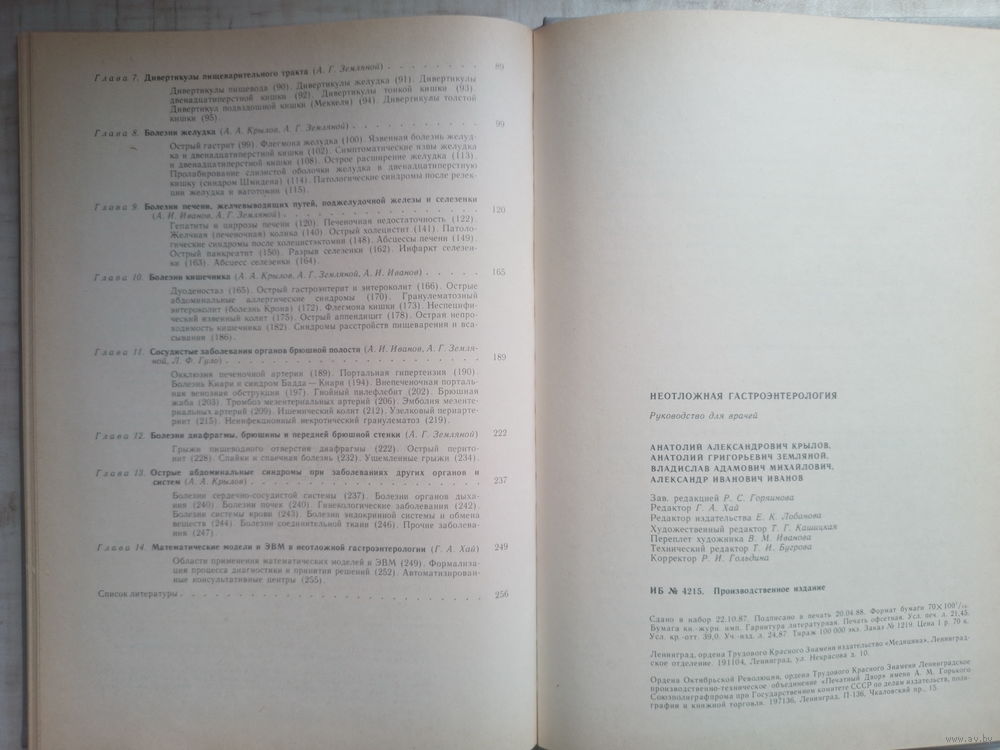 Глава 7. Дивертикулы пищеварительного тракта (А. Г. Земляной) . . . . . . . . 89
Дивертикулы пищевода (90). Дивертикулы желудка (91). Дивертикулы
двенадцатиперстной кишки (92). Дивертикулы тонкой кишки (93).
Дивертикул подвздошной кишки (Меккеля) (94). Дивертикулы толстой
кишки (95).
Глава 8. Болезни желудка (А. А. Крылов, А. Г. Земляной) . . . . . . . . . . 99
Острый гастрит (99). Флегмона желудка (100). Язвенная болезнь желуд-
ка и двенадцатиперстной кишки (102). Симптоматические язвы желудка
и двенадцатиперстной кишки (108). Острое расширение желудка (113).
Пролабирование слизистой оболочки желудка в двенадцатиперстную
кишку (синдром Шмидена) (114). Патологические синдромы после резек-
ции желудка и ваготомии (115).
Глава 9. Болезни печени, желчевыводящих путей, поджелудочной железы и селезенки
(А. И. Иванов, А. Г. Земляной) . . . . . . . . . . . . . . . 120
Гепатиты и циррозы печени (120). Печеночная недостаточность (122).
Желчная (печеночная) колика (140). Острый холецистит (141). Патоло-
гические синдромы после холецистэктомии (148). Абсцессы печени (149).
Острый панкреатит (150). Разрыв селезенки (162). Инфаркт селезен-
ки (163). Абсцесс селезенки (164).
Глава 10. Болезни кишечника (А. А. Крылов, А. Г. Земляной, А. И. Иванов) . . . . . 165
Дуоденостаз (165). Острый гастроэнтерит и энтероколит (166). Острые
абдоминальные аллергические синдромы (170). Гранулематозный
энтероколит (болезнь Крона) (172). Флегмона кишки (173). Неспецифи-
ческий язвенный колит (175). Острый аппендицит (178). Острая непро-
ходимость кишечника (182). Синдромы расстройств пищеварения и вса-
сывания (186).
Глава 11. Сосудистые заболевания органов брюшной полости (А. И. Иванов, А. Г. Земля-
ной, Л. Ф. Гуло) . . . . . . . . . . . . . . . . . . . . 189
Окклюзия печеночной артерии (189). Портальная гипертензия (190).
Болезнь Киари и синдром Бадда — Киари (194). Внепеченочная порталь-
ная венозная обструкция (197). Гнойный пилефлебит (202). Брюшная
жаба (203). Тромбоз мезентериальных артерий (206). Эмболия мезенте-
риальных артерий (209). Ишемический колит (212). Узелковый периарте-
риит (215). Неинфекционный некротический гранулематоз (219).
Глава 12. Болезни диафрагмы, брюшины и передней брюшной стенки (А. Г. Земляной) 222
Грыжи пищеводного отверстия диафрагмы (222). Острый перито-
нит (228). Спайки и спаечная болезнь (232). Ущемленные грыжи (234).
Глава 13. Острые абдоминальные синдромы при заболеваниях других органов и
систем (А. А. Крылов) . . . . . . . . . . . . . . . . . 237
Болезни сердечно-сосудистой системы (237). Болезни органов дыха-
ния (240). Болезни почек (240). Гинекологические заболевания (242).
Болезни системы крови (243). Болезни эндокринной системы и обмена
веществ (244). Болезни соединительной ткани (246). Прочие заболева-
ния (247).
Глава 14. Математические модели и ЭВМ в неотложной гастроэнтерологии (Г. А. Хай) 249
Области применения математических моделей и ЭВМ (249). Формализа-
ция процесса диагностики и принятия решений (252). Автоматизирован-
ные консультативные центры (255).
Список литературы . . . . . . . . . . . . . . . . . . . . . . 256
НЕОТЛОЖНАЯ ГАСТРОЭНТЕРОЛОГИЯ
Руководство для врачей
АНАТОЛИЙ АЛЕКСАНДРОВИЧ КРЫЛОВ,
АНАТОЛИЙ ГРИГОРЬЕВИЧ ЗЕМЛЯНОЙ,
ВЛАДИСЛАВ АДАМОВИЧ МИХАЙЛОВИЧ,
АЛЕКСАНДР ИВАНОВИЧ ИВАНОВ
Зав. редакцией Р. С. Горяинова
Редактор Г. А. Хай
Редактор издательства Е. К. Лобанова
Художественный редактор Т. Г. Кашицкая
Переплет художника В. М. Иванова
Технический редактор Т. И. Бугрова
Корректор Р. И. Гольдина
ИБ № 4215. Производственное издание
Сдано в набор 22.10.87. Подписано в печать 20.04.88. Формат бумаги 70×100 1/16.
Бумага кн.-журн. имп. Гарнитура литературная. Печать офсетная. Усл. печ. л. 21,45.
Усл. кр.-отт. 39,0. Уч.-изд. л. 24,87. Тираж 100 000 экз. Заказ № 1219. Цена 1 р. 70 к.
Ленинград, ордена Трудового Красного Знамени издательство «Медицина», Ленинград-
ское отделение. 191104, Ленинград, ул. Некрасова д. 10.
Ордена Октябрьской Революции, ордена Трудового Красного Знамени Ленинградское
производственно-техническое объединение «Печатный Двор» имени А. М. Горького
Союзполиграфпрома при Государственном комитете СССР по делам издательств, поли-
графии и книжной торговли. 197136, Ленинград, П-136, Чкаловский пр., 15.
www.av.by